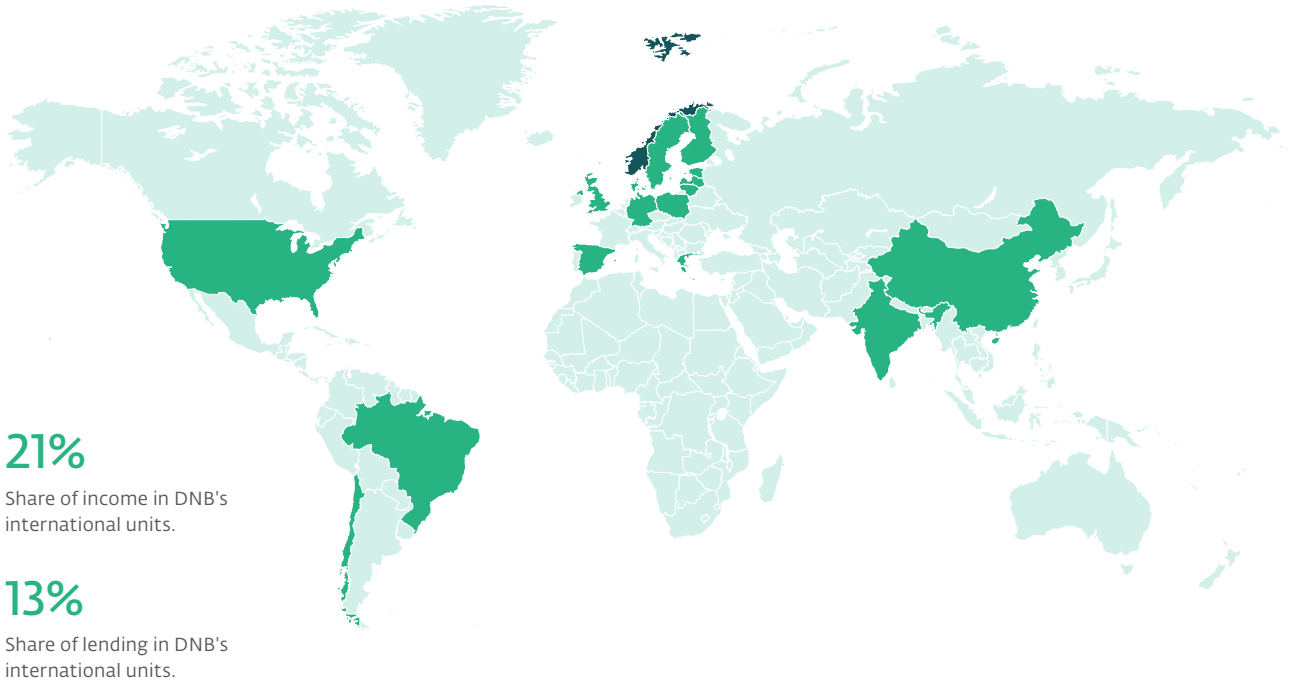 21%
Share of income in DNB's
international units.
13%
Share of lending in DNB's
international units.